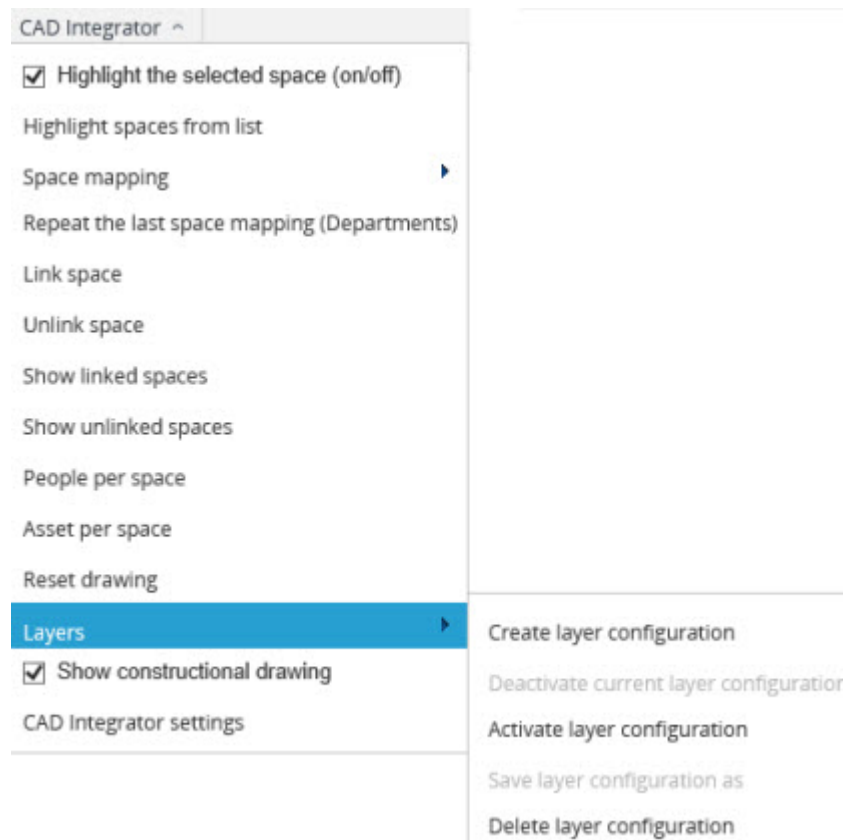 CAD Integrator
Highlight the selected space (on/off)
Highlight spaces from list
Space mapping
Repeat the last space mapping (Departments)
Link space
Unlink space
Show linked spaces
Show unlinked spaces
People per space
Asset per space
Reset drawing
Layers
Show constructional drawing
CAD Integrator settings
Create layer configuration
Deactivate current layer configuration
Activate layer configuration
Save layer configuration as
Delete layer configuration